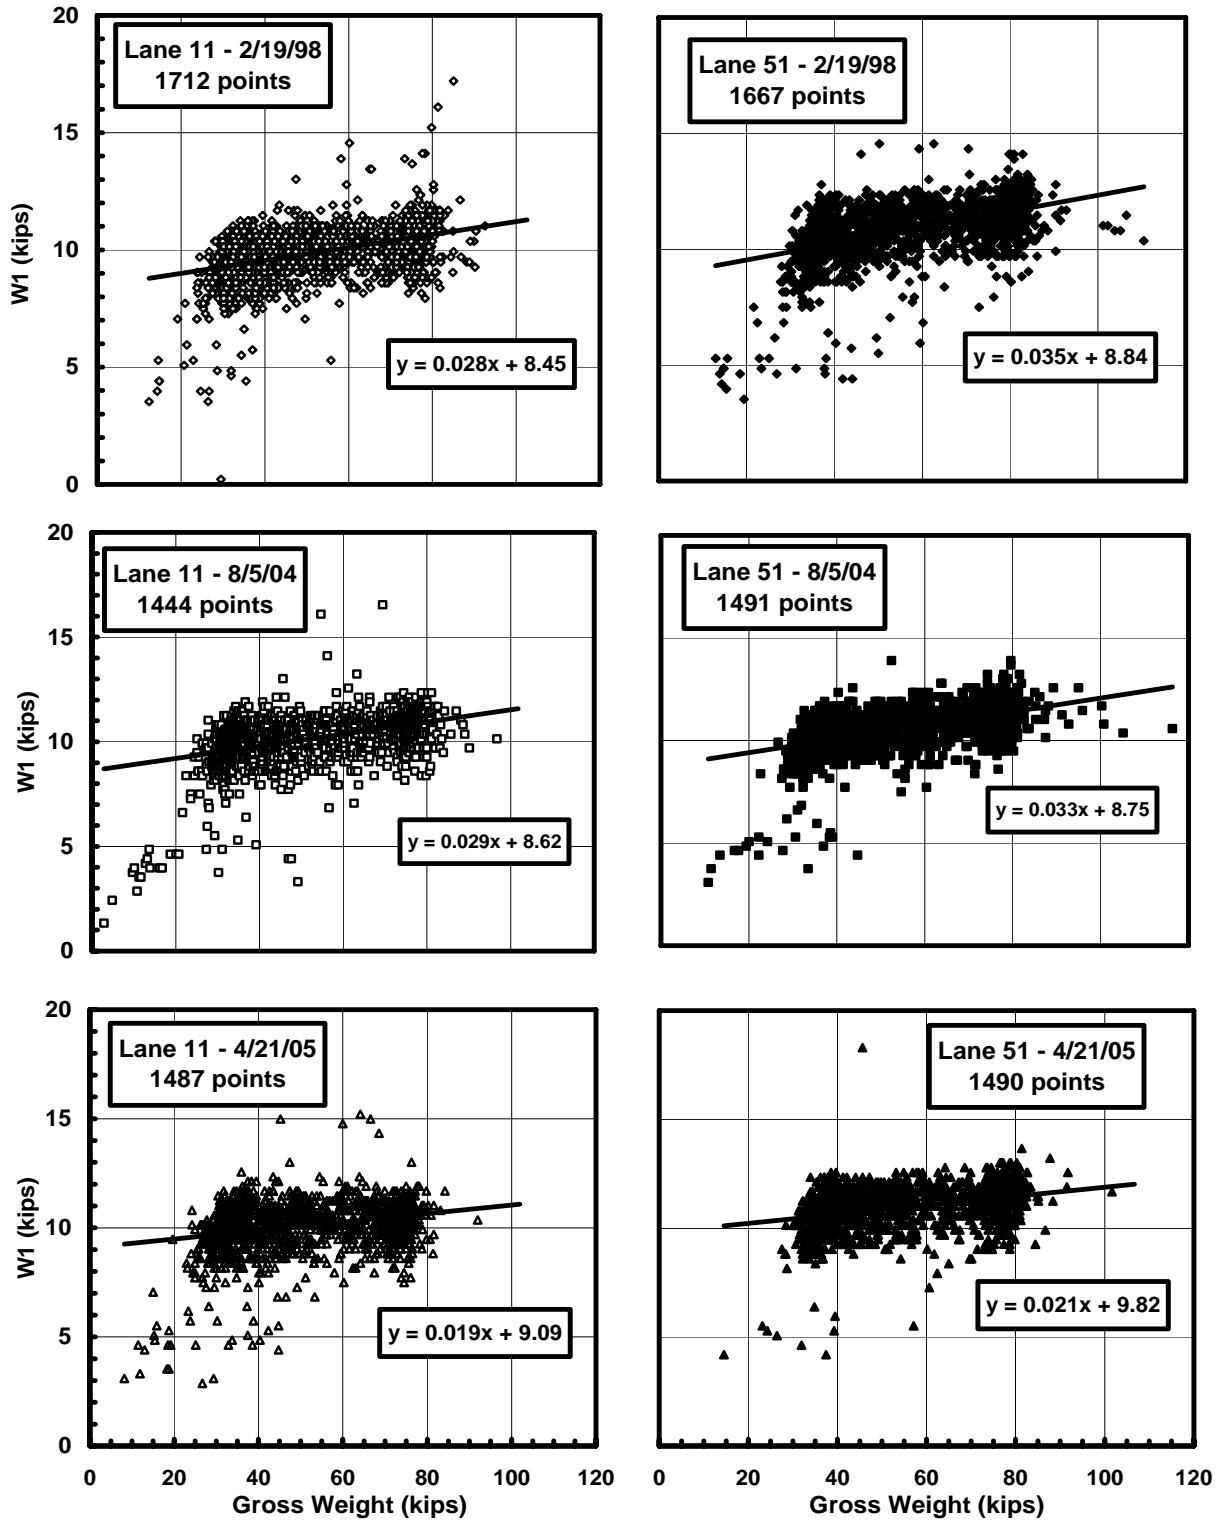 20
15
10
5
0
W1 (kips)
Lane 11 - 2/19/98
1712 points
y = 0.028x + 8.45
Lane 51 - 2/19/98
1667 points
y = 0.035x + 8.84
20
15
10
5
0
W1 (kips)
Lane 11 - 8/5/04
1444 points
y = 0.029x + 8.62
Lane 51 - 8/5/04
1491 points
y = 0.033x + 8.75
20
15
10
5
0
W1 (kips)
Lane 11 - 4/21/05
1487 points
y = 0.019x + 9.09
0 20 40 60 80 100 120
Gross Weight (kips)
Lane 51 - 4/21/05
1490 points
y = 0.021x + 9.82
0 20 40 60 80 100 120
Gross Weight (kips)